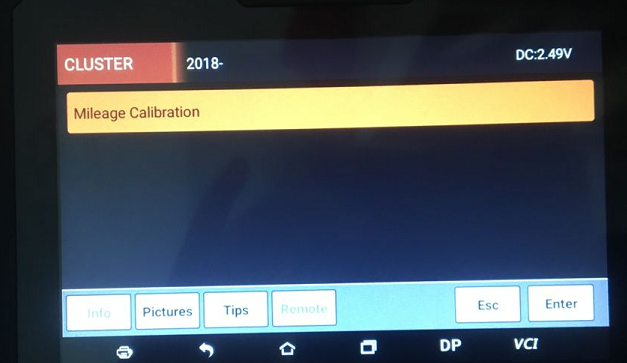 CLUSTER 2018- DC:2.49V
Mileage Calibration
Info Pictures Tips Remote Esc Enter
DP VCI